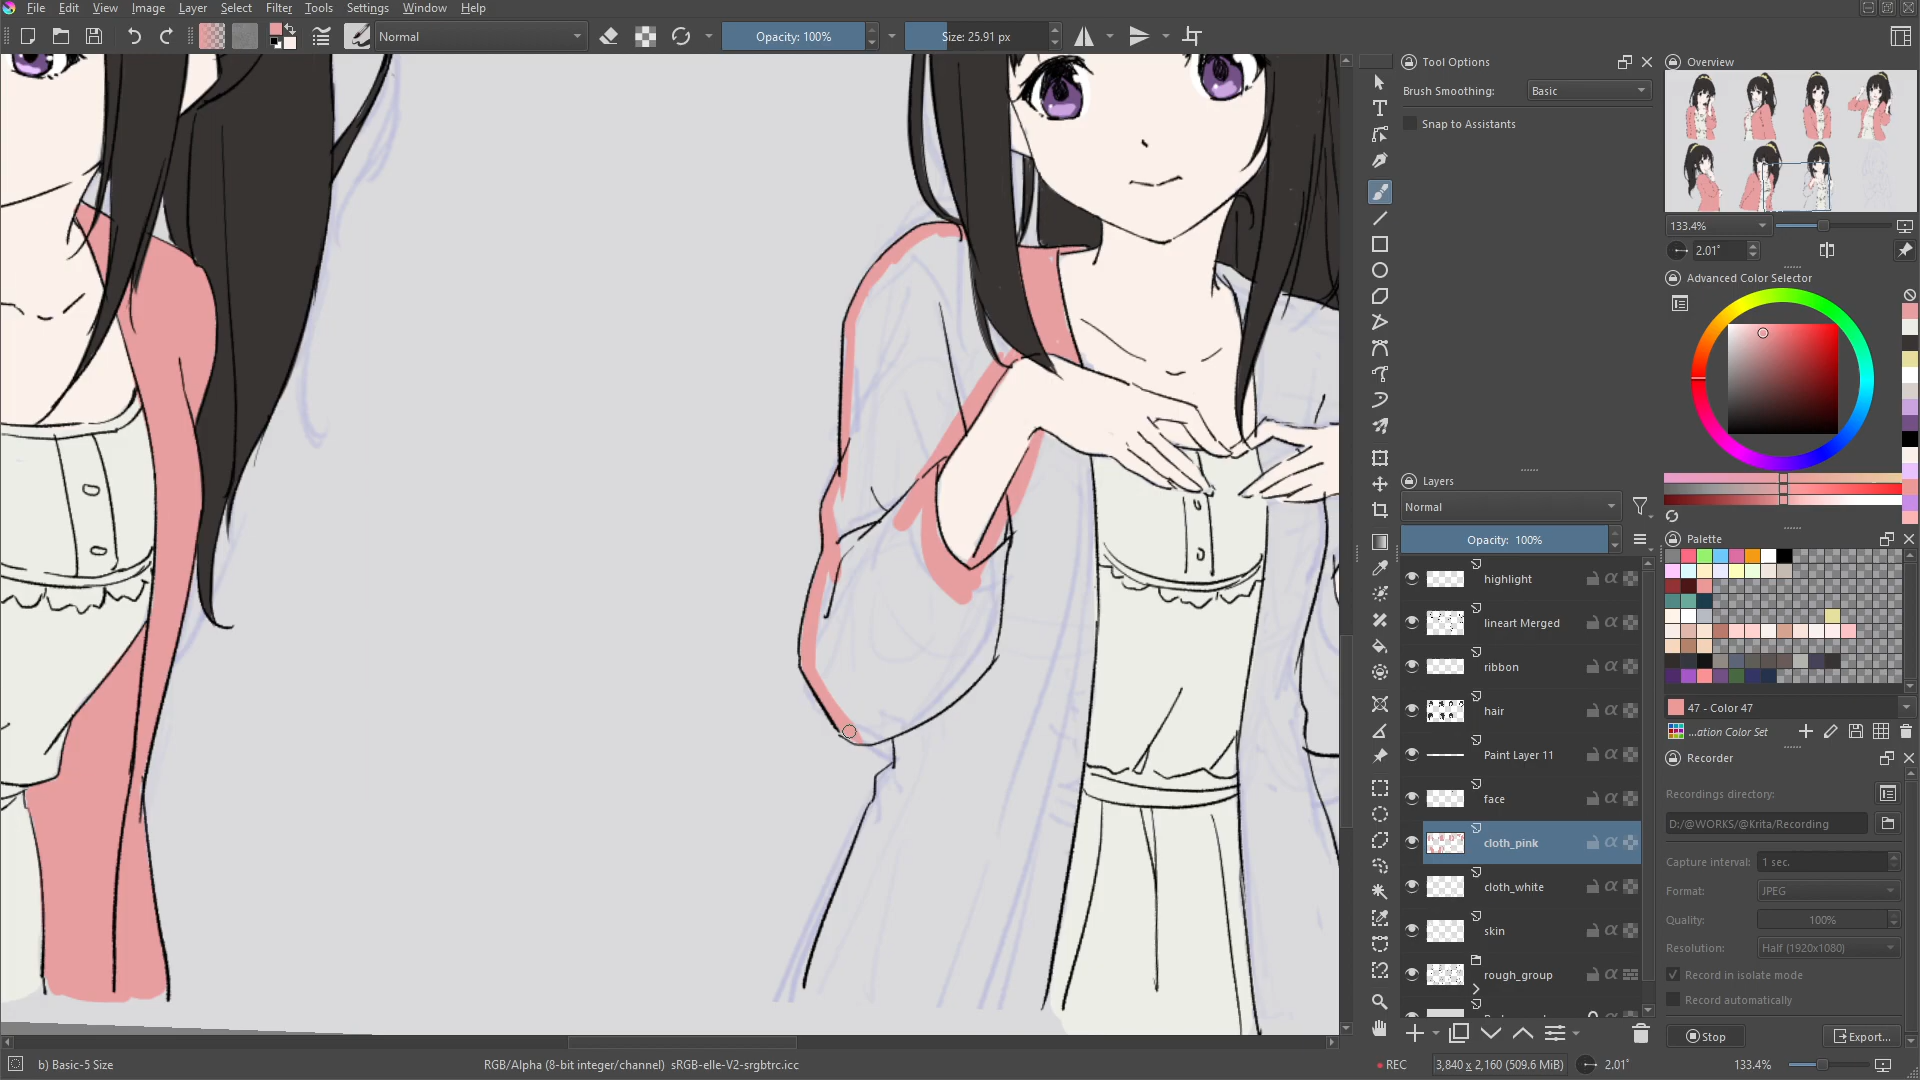 File Edit View Image Layer Select Filter Tools Settings Window Help
Normal
Opacity: 100%
Size: 25.91 px
Tool Options
Brush Smoothing: Basic
Snap to Assistants
Overview
133.4%
2.01°
Advanced Color Selector
Layers
Normal
Opacity: 100%
highlight
lineart Merged
ribbon
hair
Paint Layer 11
face
cloth_pink
cloth_white
skin
rough_group
Palette
47 - Color 47
...ation Color Set
Recorder
Recordings directory:
D:/@WORKS/@Krita/Recording
Capture interval: 1 sec.
Format: JPEG
Quality: 100%
Resolution: Half (1920x1080)
Record in isolate mode
Record automatically
Stop
Export...
b) Basic-5 Size
RGB/Alpha (8-bit integer/channel) sRGB-elle-V2-srgbtrc.icc
REC
3,840 x 2,160 (509.6 MiB)
2.01°
133.4%